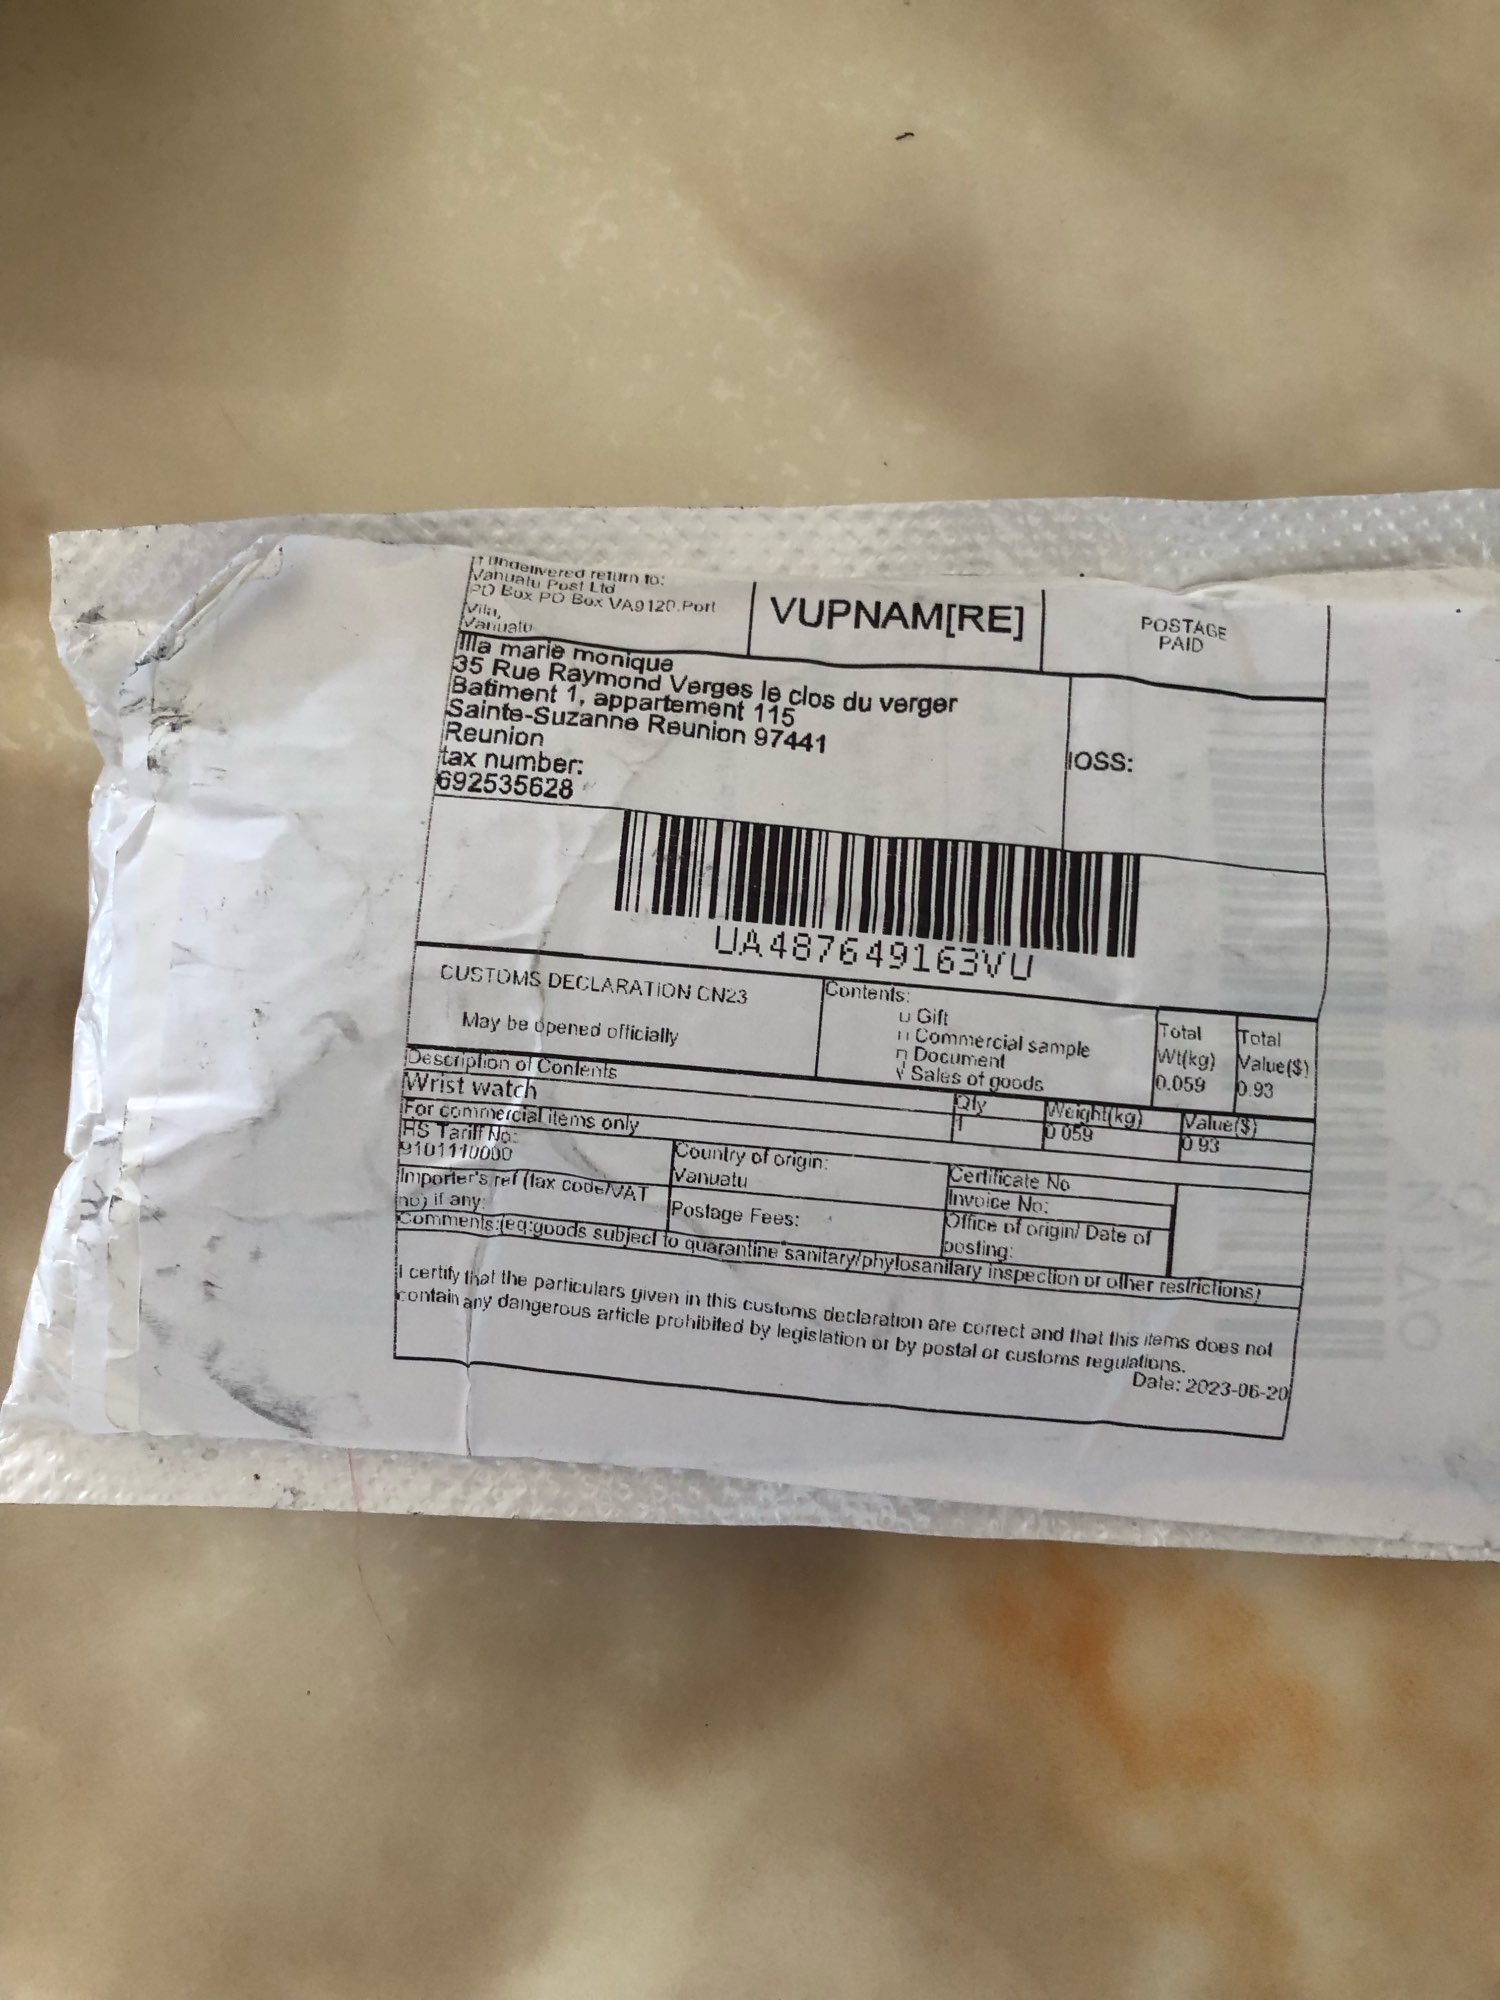 If Undelivered return to:
Vanuatu Post Ltd
PO Box PO Box VA9120.Port
Vila,
Vanuatu
VUPNAM[RE]
POSTAGE
PAID
Illa marie monique
35 Rue Raymond Verges le clos du verger
Batiment 1, appartement 115
Sainte-Suzanne Reunion 97441
Reunion
tax number:
692535628
IOSS:
UA487649163VU
CUSTOMS DECLARATION CN23
May be opened officially
Contents:
Gift
Commercial sample
Document
Sales of goods
Total
Wt(kg)
0.059
Total
Value($)
0.93
Description of Contents
Qty
Weight(kg)
Value($)
Wrist watch
1
0.059
0.93
For commercial items only
HS Tariff No:
9101110000
Country of origin:
Vanuatu
Certificate No
Invoice No:
Importer's ref (tax code/VAT
no) if any:
Postage Fees:
Office of origin/ Date of
posting:
Comments:(eq:goods subject to quarantine sanitary/phylosanitary inspection or other restrictions)
I certify that the particulars given in this customs declaration are correct and that this items does not
contain any dangerous article prohibited by legislation or by postal or customs regulations.
Date: 2023-06-20